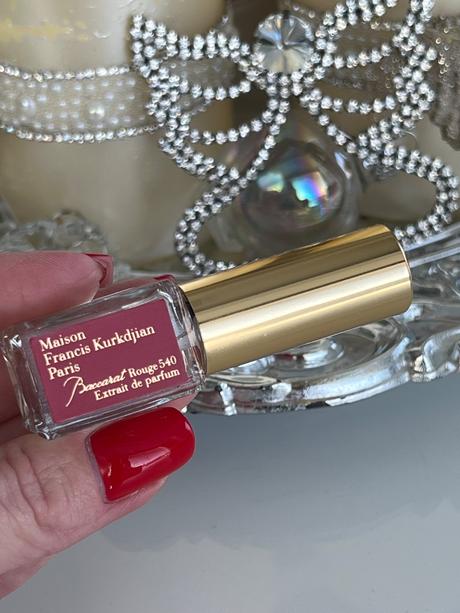 Maison
Francis Kurkdjian
Paris
Baccarat Rouge 540
Extrait de parfum